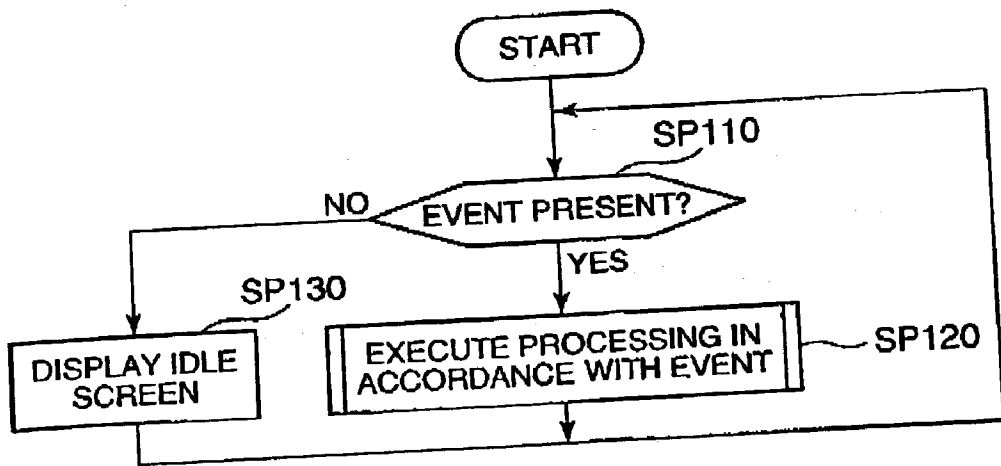 START
SP110
EVENT PRESENT?
NO
YES
SP130
DISPLAY IDLE
SCREEN
EXECUTE PROCESSING IN
ACCORDANCE WITH EVENT
SP120